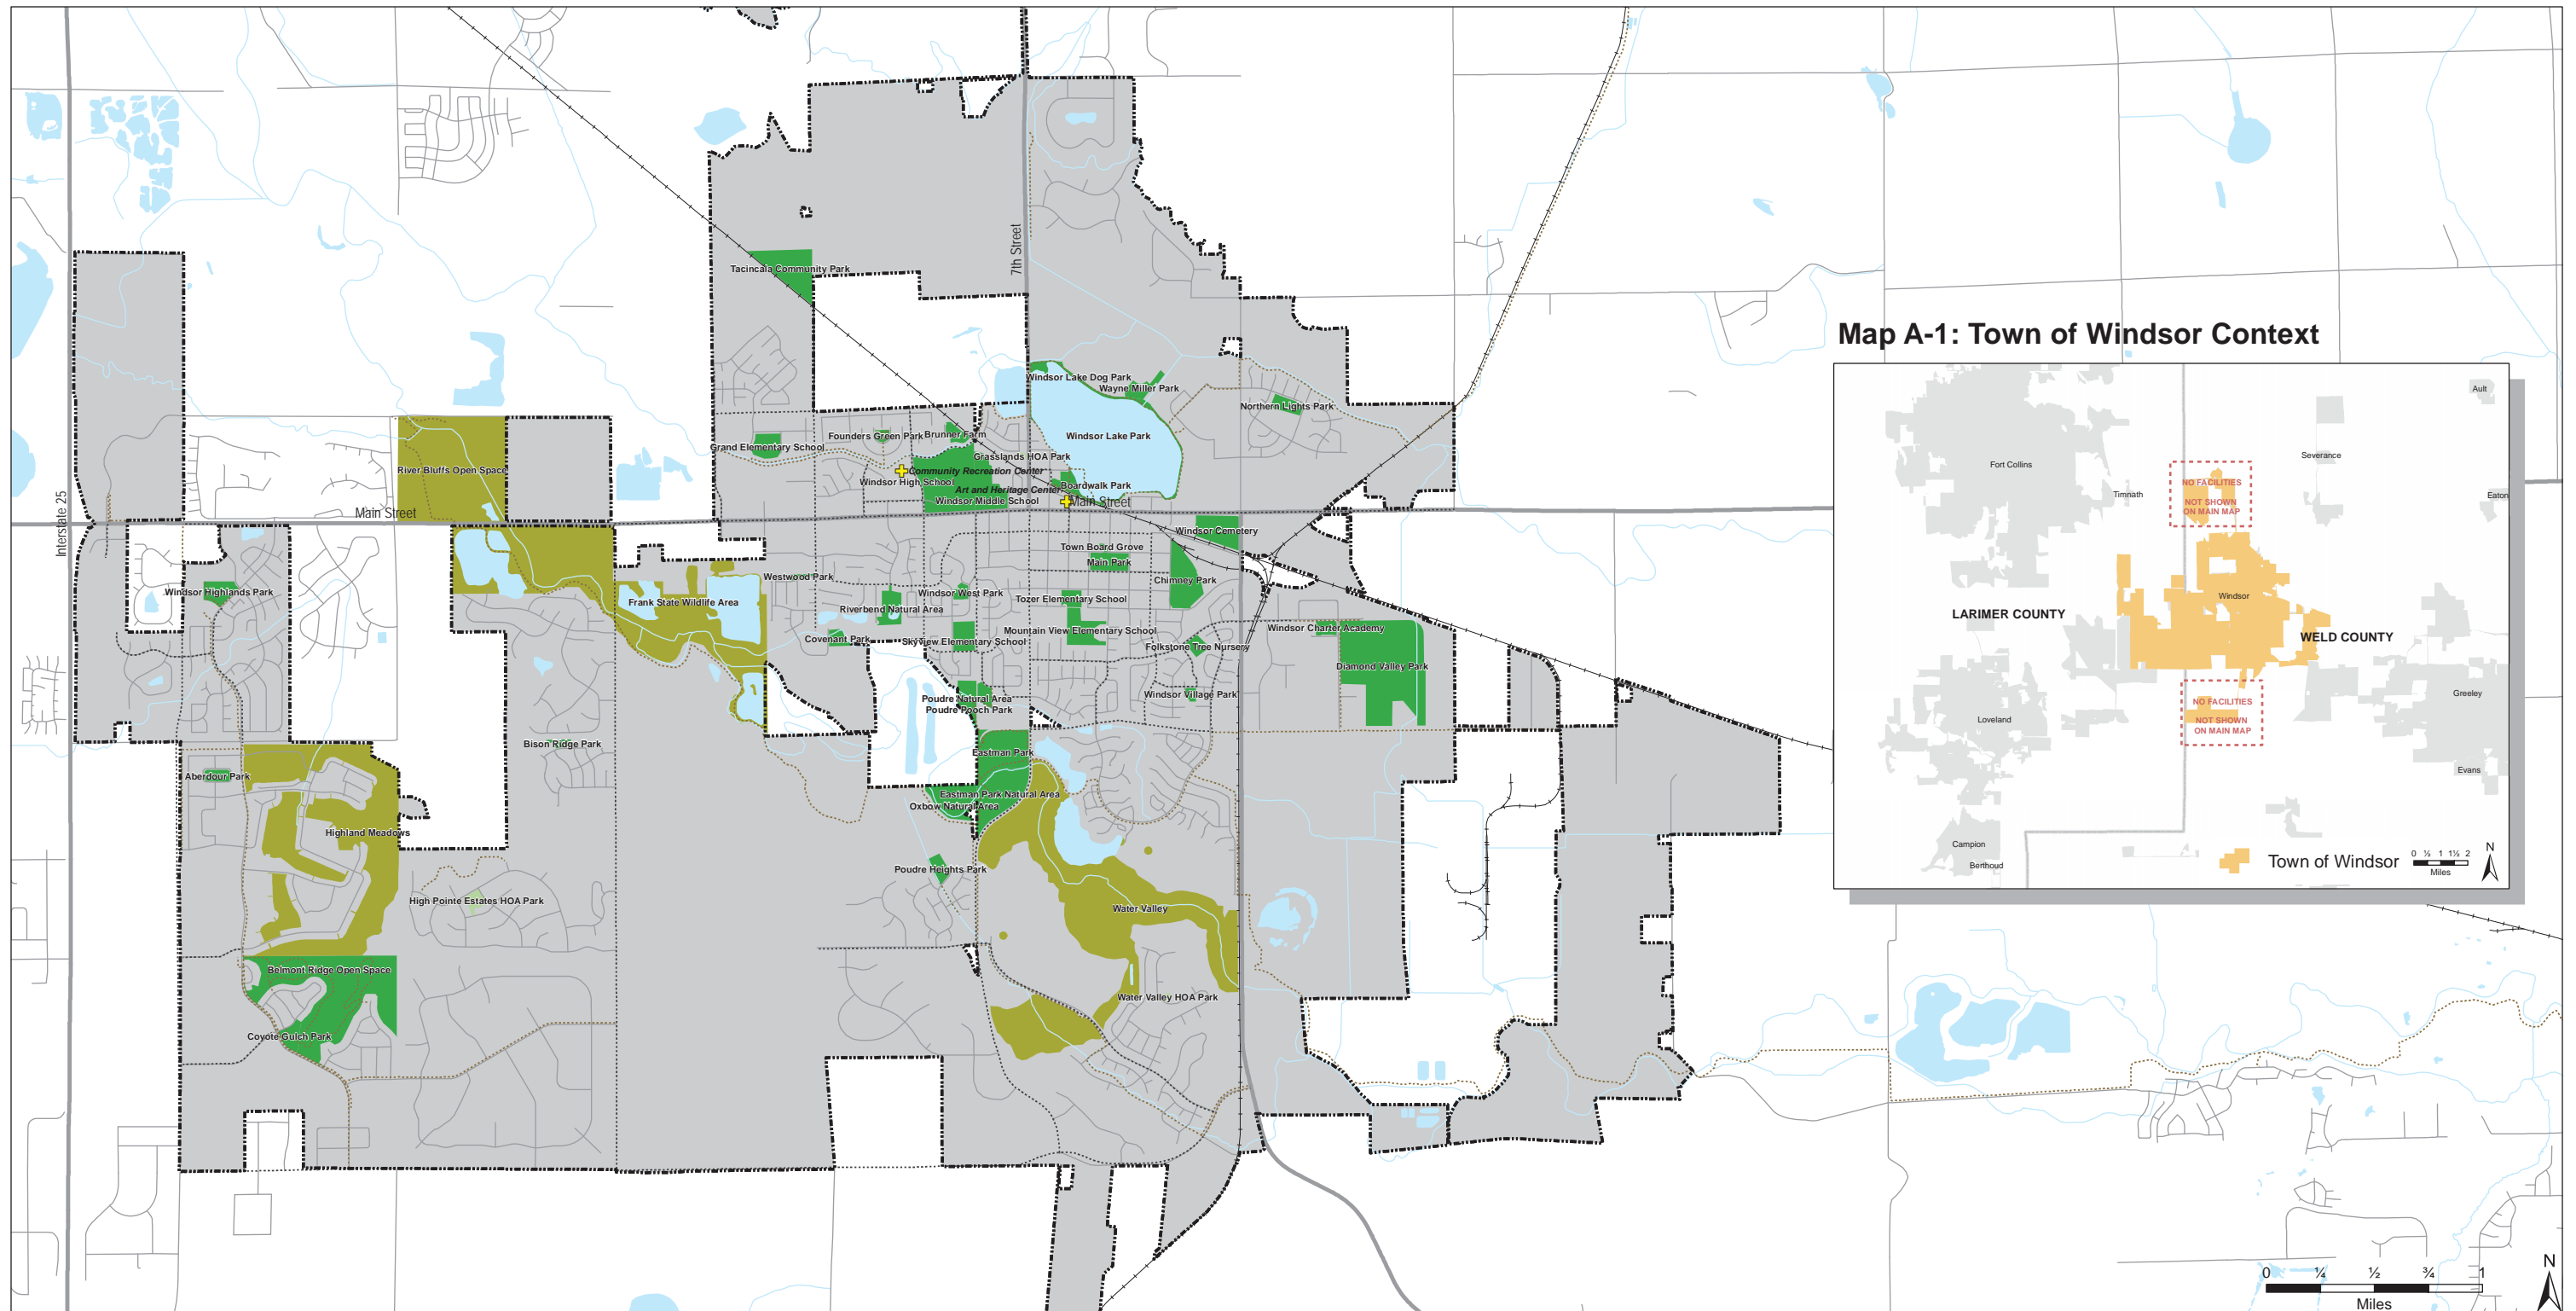 7th Street
Tacincala Community Park
Map A-1: Town of Windsor Context
Windsor Lake Dog Park
Wayne Miller Park
Northern Lights Park
Founders Green Park
Brunner Farm
Windsor Lake Park
Grand Elementary School
Grasslands HOA Park
River Bluffs Open Space
Community Recreation Center
Windsor High School
Boardwalk Park
Art and Heritage Center
Windsor Middle School
Main Street
Main Street
Interstate 25
Windsor Cemetery
Town Board Grove
Main Park
Westwood Park
Chimney Park
Windsor Highlands Park
Windsor West Park
Frank State Wildlife Area
Tozer Elementary School
Riverbend Natural Area
Windsor Charter Academy
Mountain View Elementary School
Covenant Park
SkyView Elementary School
Folkstone Tree Nursery
Diamond Valley Park
Windsor Village Park
Poudre Natural Area
Poudre Pooch Park
Bison Ridge Park
Eastman Park
Aberdour Park
Eastman Park Natural Area
Oxbow Natural Area
Highland Meadows
Poudre Heights Park
High Pointe Estates HOA Park
Water Valley
Belmont Ridge Open Space
Water Valley HOA Park
Coyote Gulch Park
Ault
Fort Collins
Severance
Timnath
Eaton
NO FACILITIES
NOT SHOWN
ON MAIN MAP
Windsor
LARIMER COUNTY
WELD COUNTY
Greeley
NO FACILITIES
NOT SHOWN
ON MAIN MAP
Loveland
Evans
Campion
Berthoud
Town of Windsor
0 ½ 1 1½ 2
Miles
N
N
0 ¼ ½ ¾ 1
Miles